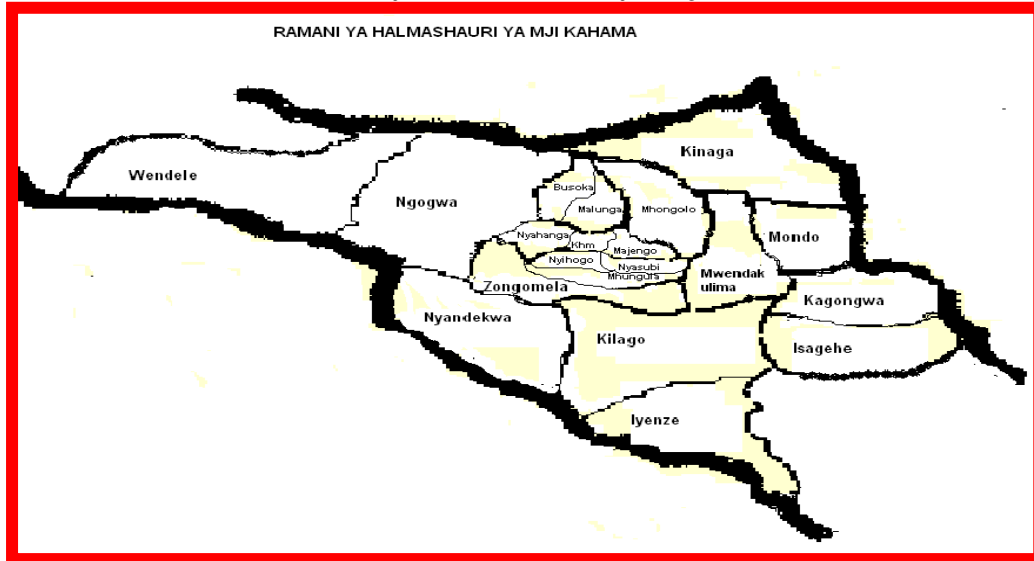 RAMANI YA HALMASHAURI YA MJI KAHAMA
Kinaga
Wendele
Busoka
Ngogwa
Malunga
Mhongolo
Nyahanga
Khm
Majengo
Mondo
Nyihogo
Nyasubi
Mhungula
Mwendak
ulima
Zongomela
Kagongwa
Nyandekwa
Kilago
Isagehe
Iyenze